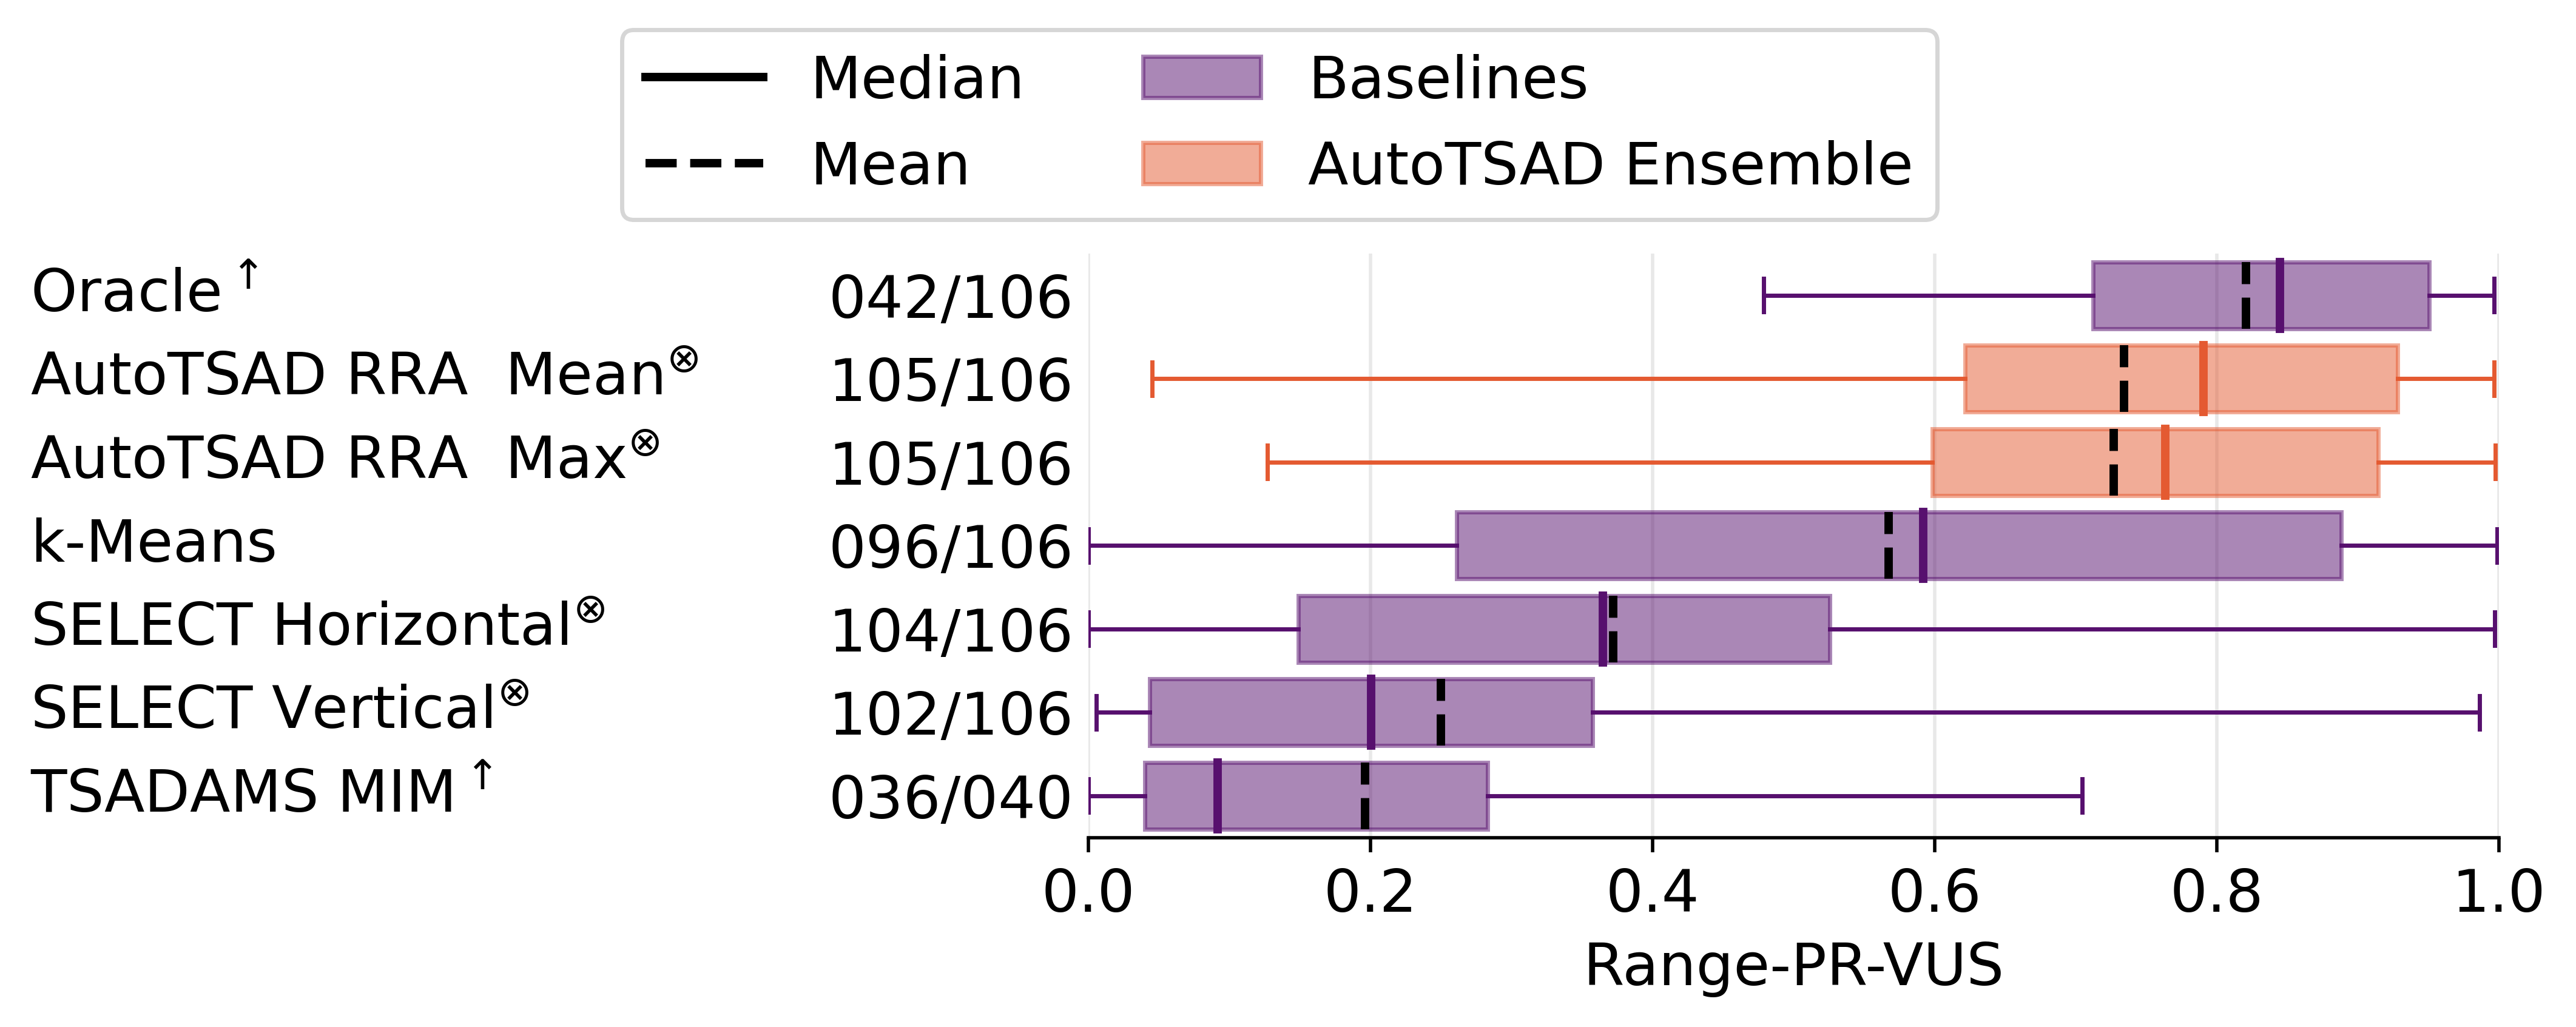 Median
Baselines
Mean
AutoTSAD Ensemble
Oracle ↑ 042/106
AutoTSAD RRA  Mean⊗ 105/106
AutoTSAD RRA  Max⊗ 105/106
k-Means 096/106
SELECT Horizontal⊗ 104/106
SELECT Vertical⊗ 102/106
TSADAMS MIM ↑ 036/040
0.0 0.2 0.4 0.6 0.8 1.0
Range-PR-VUS